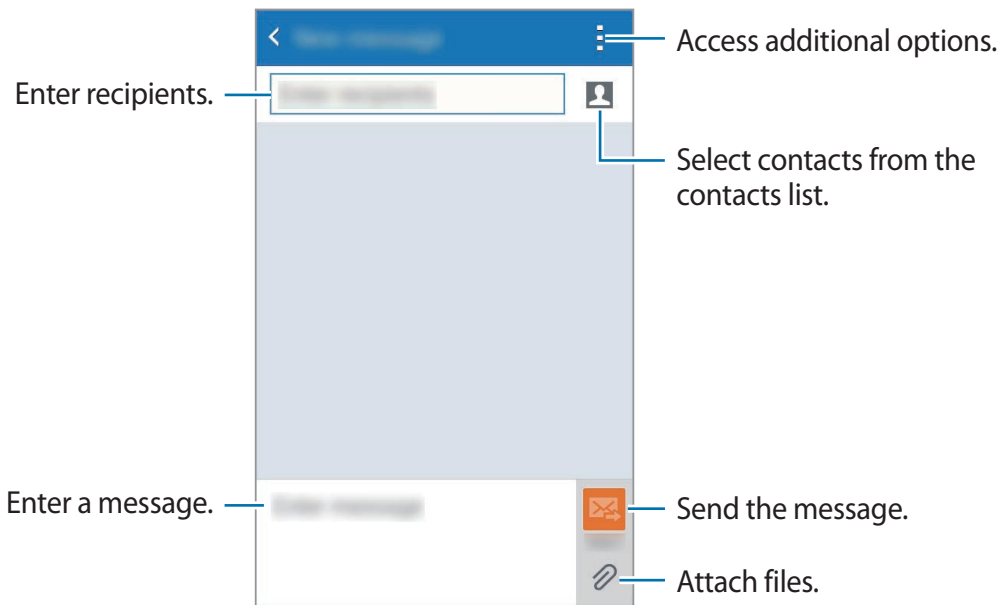 Access additional options.
Enter recipients.
Select contacts from the
contacts list.
Enter a message.
Send the message.
Attach files.